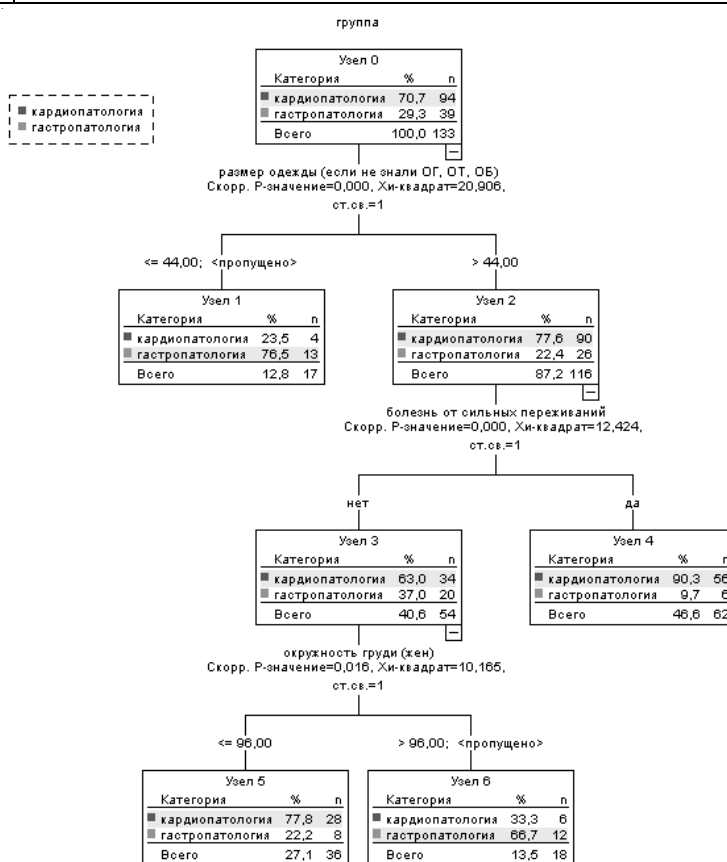 группа
Узел 0
Категория % n
кардиопатология 70,7 94
гастропатология 29,3 39
Всего 100,0 133
кардиопатология
гастропатология
размер одежды (если не знали ОГ, ОТ, ОБ)
Скорр. Р-значение=0,000, Хи-квадрат=20,906,
ст.св.=1
<= 44,00; <пропущено>
> 44,00
Узел 1
Категория % n
кардиопатология 23,5 4
гастропатология 76,5 13
Всего 12,8 17
Узел 2
Категория % n
кардиопатология 77,6 90
гастропатология 22,4 26
Всего 87,2 116
болезнь от сильных переживаний
Скорр. Р-значение=0,000, Хи-квадрат=12,424,
ст.св.=1
нет
да
Узел 3
Категория % n
кардиопатология 63,0 34
гастропатология 37,0 20
Всего 40,6 54
Узел 4
Категория % n
кардиопатология 90,3 56
гастропатология 9,7 6
Всего 46,6 62
окружность груди (жен)
Скорр. Р-значение=0,016, Хи-квадрат=10,165,
ст.св.=1
<= 96,00
> 96,00; <пропущено>
Узел 5
Категория % n
кардиопатология 77,8 28
гастропатология 22,2 8
Всего 27,1 36
Узел 6
Категория % n
кардиопатология 33,3 6
гастропатология 66,7 12
Всего 13,5 18